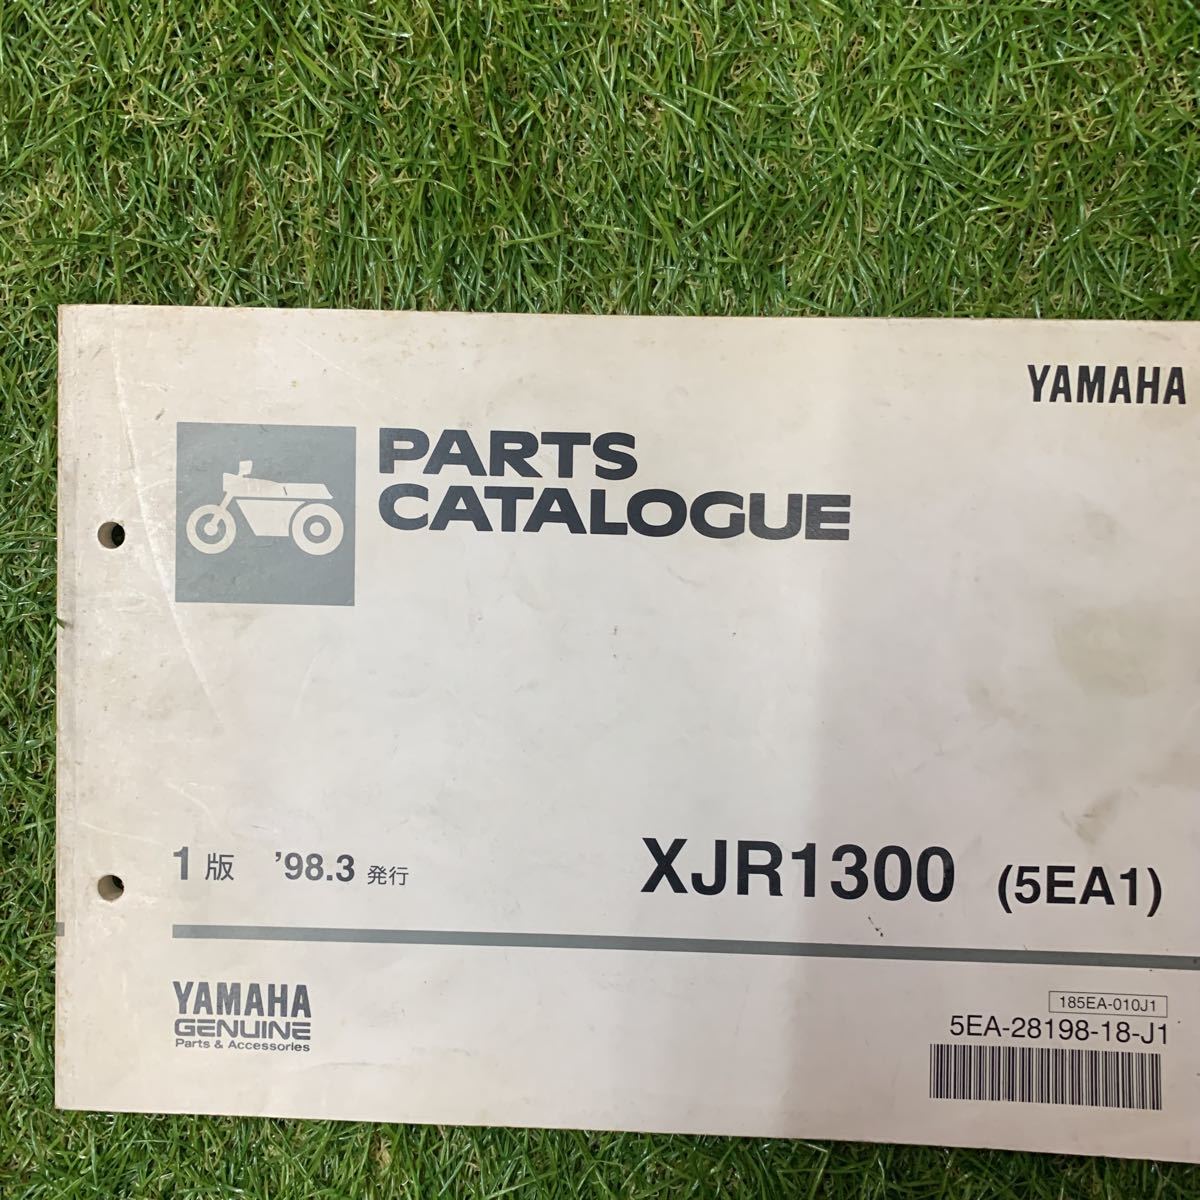 YAMAHA
PARTS
CATALOGUE
1版 '98.3 発行
XJR1300 (5EA1)
YAMAHA
GENUINE
Parts & Accessories
185EA-010J1
5EA-28198-18-J1